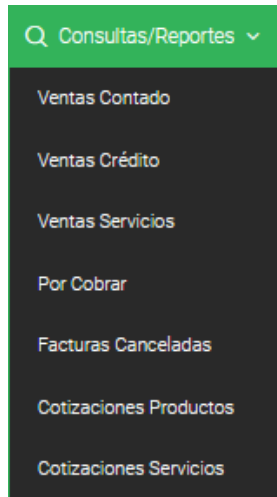 Consultas/Reportes
Ventas Contado
Ventas Crédito
Ventas Servicios
Por Cobrar
Facturas Canceladas
Cotizaciones Productos
Cotizaciones Servicios